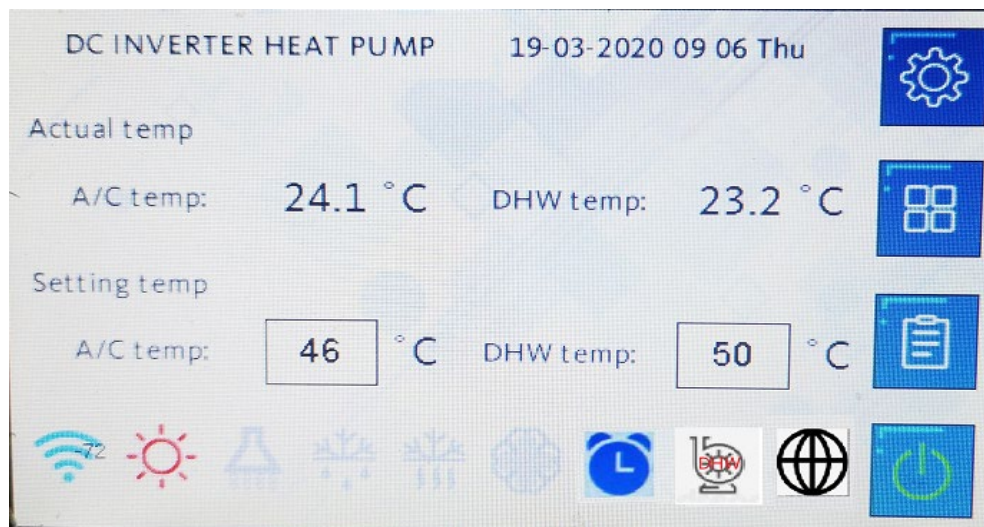 DC INVERTER HEAT PUMP 19-03-2020 09 06 Thu
Actual temp
A/C temp: 24.1 °C DHW temp: 23.2 °C
Setting temp
A/C temp: 46 °C DHW temp: 50 °C
-72 DHW